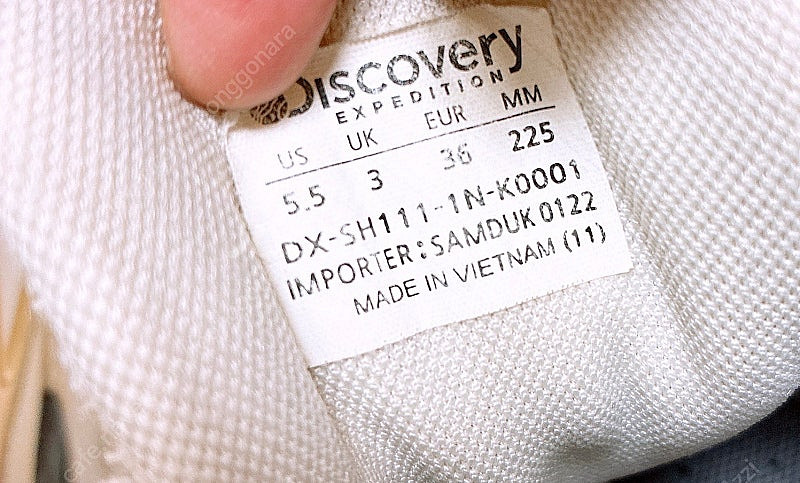 DISCOVERY
EXPEDITION
US UK EUR MM
5.5 3 36 225
DX-SH111-1N-K0001
IMPORTER:SAMDUK 0122
MADE IN VIETNAM (11)